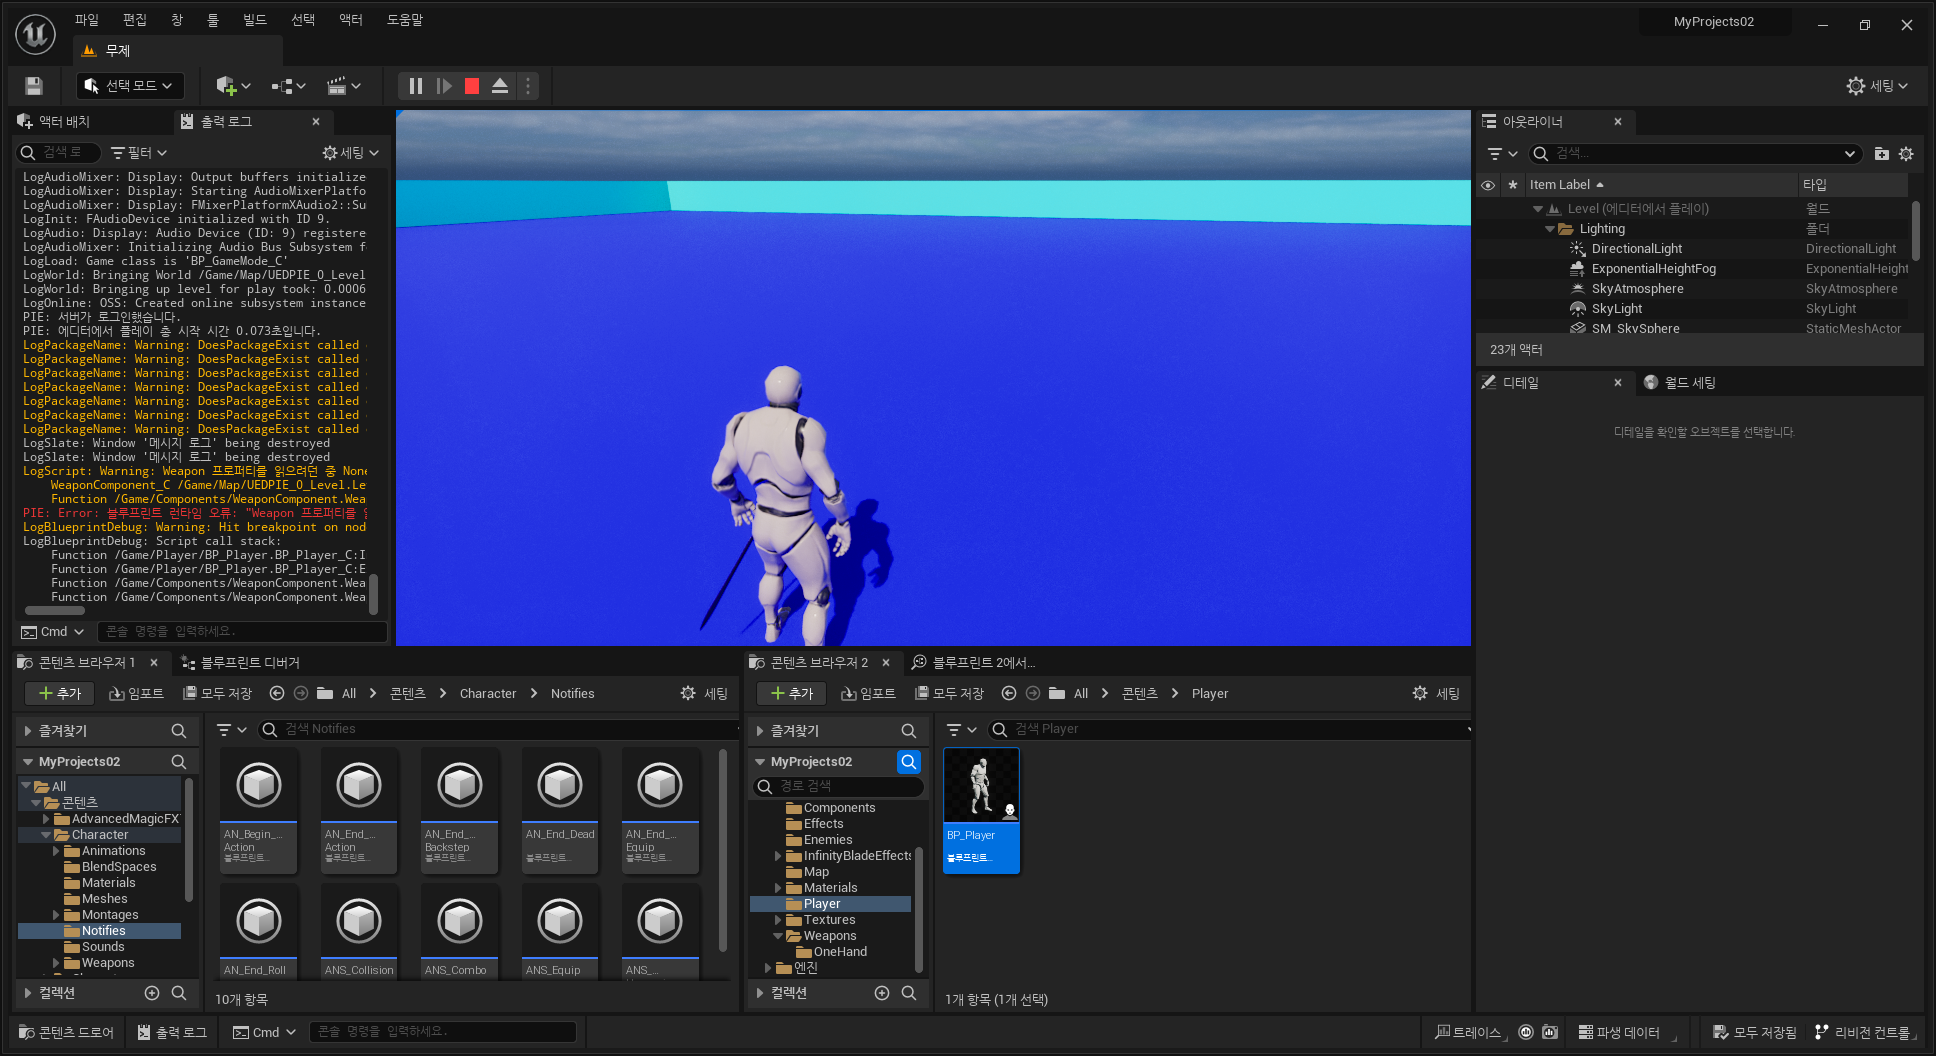 파일 편집 창 툴 빌드 선택 액터 도움말
MyProjects02
무제
선택 모드
세팅
액터 배치
출력 로그
검색 로
필터
세팅
LogAudioMixer: Display: Output buffers initialize
LogAudioMixer: Display: Starting AudioMixerPlatfo
LogAudioMixer: Display: FMixerPlatformXAudio2::Su
LogInit: FAudioDevice initialized with ID 9.
LogAudio: Display: Audio Device (ID: 9) registere
LogAudioMixer: Initializing Audio Bus Subsystem f
LogLoad: Game class is 'BP_GameMode_C'
LogWorld: Bringing World /Game/Map/UEDPIE_0_Level
LogWorld: Bringing up level for play took: 0.0006
LogOnline: OSS: Created online subsystem instance
PIE: 서버가 로그인했습니다.
PIE: 에디터에서 플레이 총 시작 시간 0.073초입니다.
LogPackageName: Warning: DoesPackageExist called
LogPackageName: Warning: DoesPackageExist called
LogPackageName: Warning: DoesPackageExist called
LogPackageName: Warning: DoesPackageExist called
LogPackageName: Warning: DoesPackageExist called
LogPackageName: Warning: DoesPackageExist called
LogPackageName: Warning: DoesPackageExist called
LogSlate: Window '메시지 로그' being destroyed
LogSlate: Window '메시지 로그' being destroyed
LogScript: Warning: Weapon 프로퍼티를 읽으려던 중 None
WeaponComponent_C /Game/Map/UEDPIE_0_Level.Le
Function /Game/Components/WeaponComponent.Wea
PIE: Error: 블루프린트 런타임 오류: "Weapon 프로퍼티를 읽
LogBlueprintDebug: Warning: Hit breakpoint on nod
LogBlueprintDebug: Script call stack:
Function /Game/Player/BP_Player.BP_Player_C:I
Function /Game/Player/BP_Player.BP_Player_C:E
Function /Game/Components/WeaponComponent.Wea
Function /Game/Components/WeaponComponent.Wea
Cmd
콘솔 명령을 입력하세요.
아웃라이너
검색...
Item Label
타입
Level (에디터에서 플레이) 월드
Lighting 폴더
DirectionalLight DirectionalLight
ExponentialHeightFog ExponentialHeight
SkyAtmosphere SkyAtmosphere
SkyLight SkyLight
SM_SkySphere StaticMeshActor
23개 액터
디테일
월드 세팅
디테일을 확인할 오브젝트를 선택합니다.
콘텐츠 브라우저 1
블루프린트 디버거
추가 임포트 모두 저장 All 콘텐츠 Character Notifies 세팅
즐겨찾기
검색 Notifies
MyProjects02
All
콘텐츠
AdvancedMagicFX
Character
Animations
BlendSpaces
Materials
Meshes
Montages
Notifies
Sounds
Weapons
컬렉션
AN_Begin_...
Action
블루프린트...
AN_End_...
Action
블루프린트...
AN_End_...
Backstep
블루프린트...
AN_End_Dead
블루프린트...
AN_End_...
Equip
블루프린트...
AN_End_Roll
ANS_Collision
ANS_Combo
ANS_Equip
ANS_...
10개 항목
콘텐츠 브라우저 2
블루프린트 2에서...
추가 임포트 모두 저장 All 콘텐츠 Player 세팅
즐겨찾기
검색 Player
MyProjects02
경로 검색
Components
Effects
Enemies
InfinityBladeEffects
Map
Materials
Player
Textures
Weapons
OneHand
엔진
컬렉션
BP_Player
블루프린트...
1개 항목 (1개 선택)
콘텐츠 드로어
출력 로그
Cmd
콘솔 명령을 입력하세요.
트레이스
파생 데이터
모두 저장됨
리비전 컨트롤